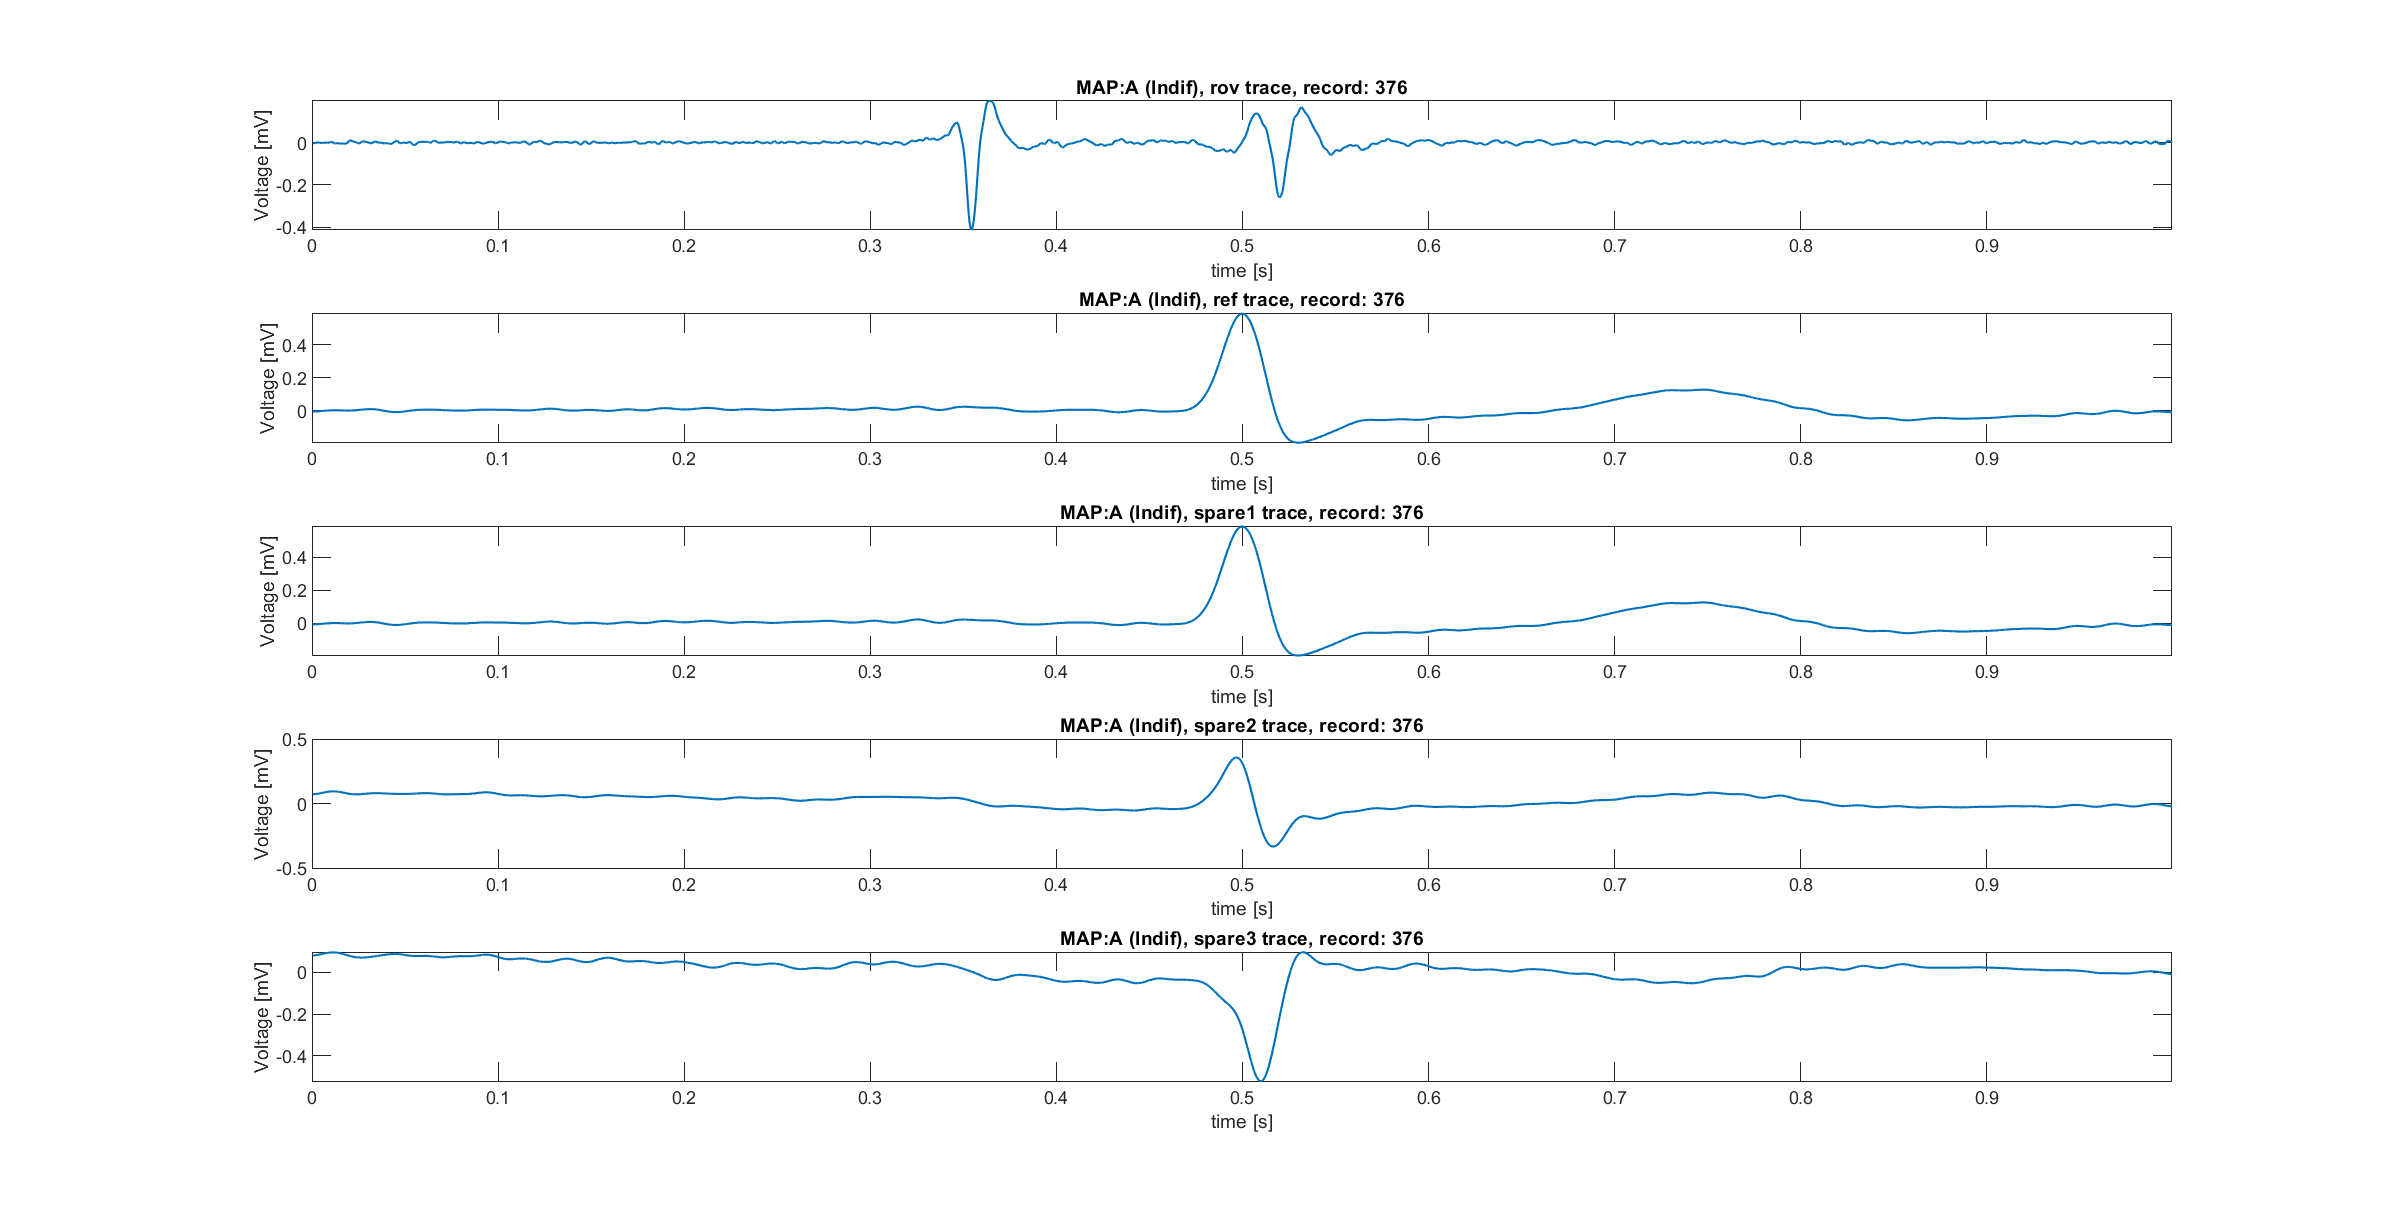 MAP:A (Indif), rov trace, record: 376
Voltage [mV]
0
-0.2
-0.4
0 0.1 0.2 0.3 0.4 0.5 0.6 0.7 0.8 0.9
time [s]
MAP:A (Indif), ref trace, record: 376
Voltage [mV]
0.4
0.2
0
0 0.1 0.2 0.3 0.4 0.5 0.6 0.7 0.8 0.9
time [s]
MAP:A (Indif), spare1 trace, record: 376
Voltage [mV]
0.4
0.2
0
0 0.1 0.2 0.3 0.4 0.5 0.6 0.7 0.8 0.9
time [s]
MAP:A (Indif), spare2 trace, record: 376
Voltage [mV]
0.5
0
-0.5
0 0.1 0.2 0.3 0.4 0.5 0.6 0.7 0.8 0.9
time [s]
MAP:A (Indif), spare3 trace, record: 376
Voltage [mV]
0
-0.2
-0.4
0 0.1 0.2 0.3 0.4 0.5 0.6 0.7 0.8 0.9
time [s]